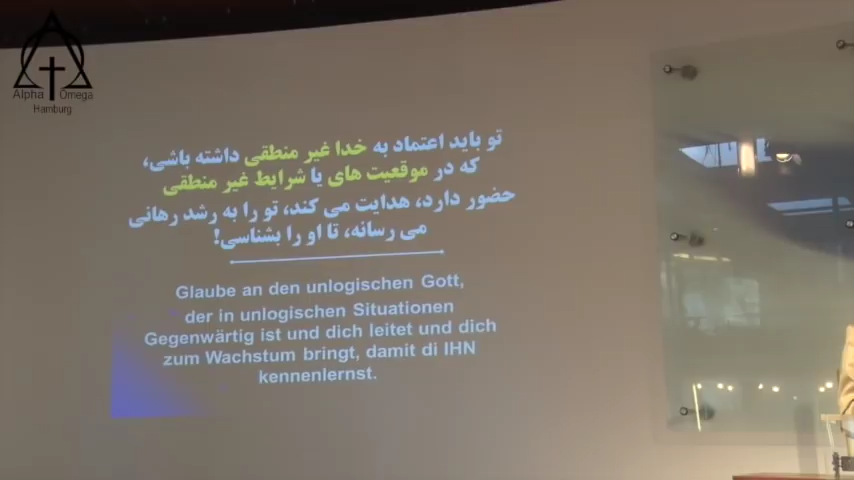 Alpha Omega
Hamburg
تو باید اعتماد به خدا غیر منطقی داشته باشی،
که در موقعیت های یا شرایط غیر منطقی
حضور دارد، هدایت می کند، تو را به رشد رهانی
می رسانه، تا او را بشناسی!
Glaube an den unlogischen Gott,
der in unlogischen Situationen
Gegenwärtig ist und dich leitet und dich
zum Wachstum bringt, damit di IHN
kennenlernst.